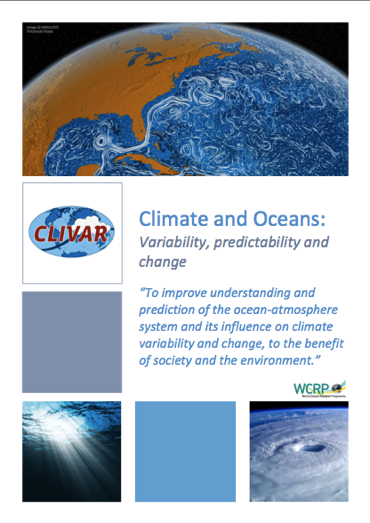 CLIVAR
Climate and Oceans:
Variability, predictability and
change
“To improve understanding and
prediction of the ocean-atmosphere
system and its influence on climate
variability and change, to the benefit
of society and the environment.”
WCRP
World Climate Research Programme